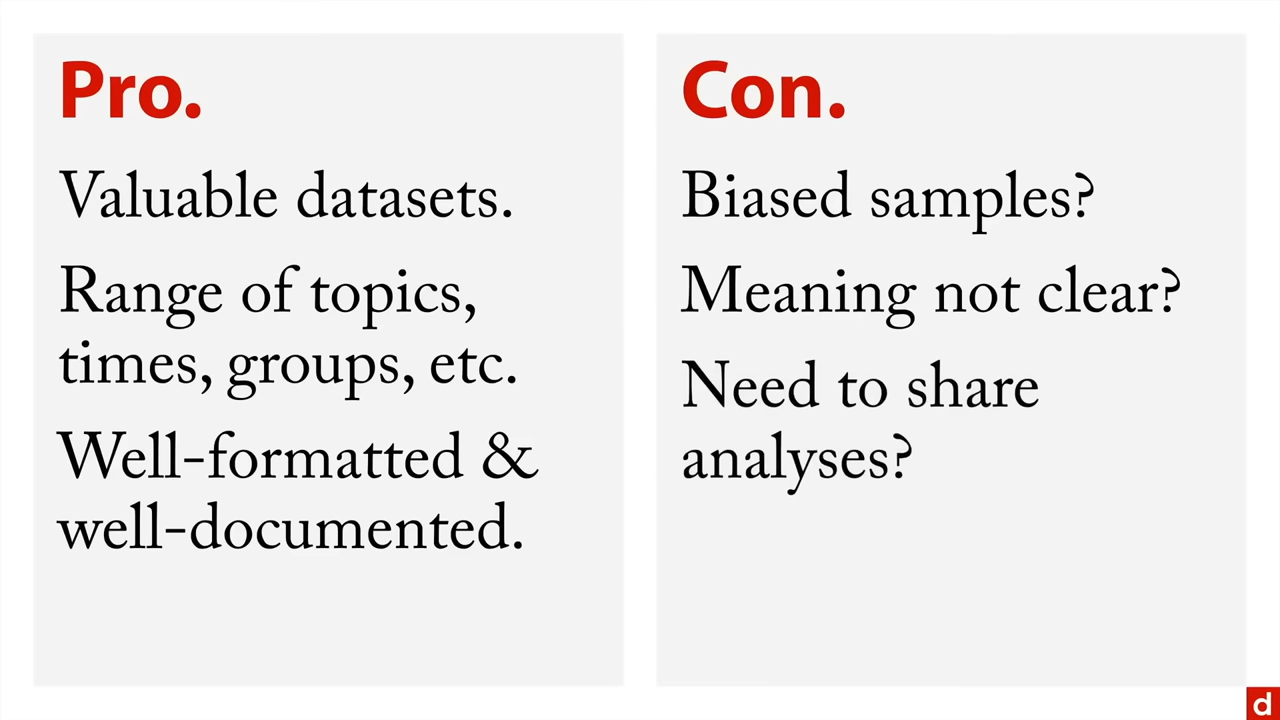 Pro.
Valuable datasets.
Range of topics,
times, groups, etc.
Well-formatted &
well-documented.
Con.
Biased samples?
Meaning not clear?
Need to share
analyses?
d